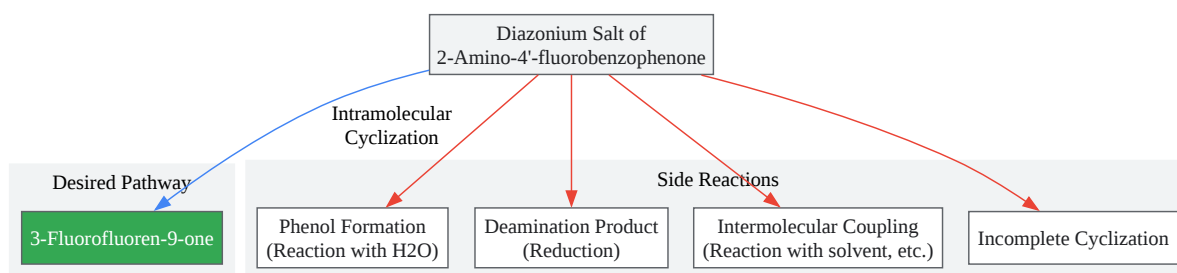 Diazonium Salt of
2-Amino-4'-fluorobenzophenone
Intramolecular
Cyclization
Desired Pathway
Side Reactions
3-Fluorofluoren-9-one
Phenol Formation
(Reaction with H2O)
Deamination Product
(Reduction)
Intermolecular Coupling
(Reaction with solvent, etc.)
Incomplete Cyclization